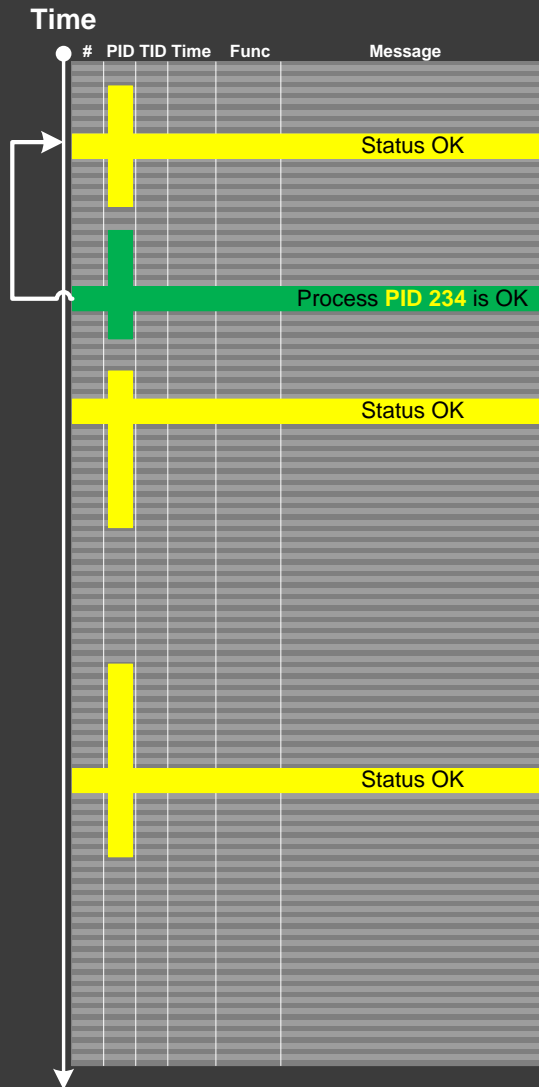 Time
# PID TID Time Func Message
Status OK
Process PID 234 is OK
Status OK
Status OK